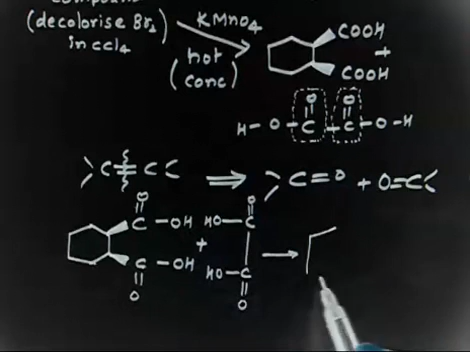 (decolorise Br2
in ccl4
KMnO4
hot
(conc)
COOH
+
COOH
O O
H - O - C - C - O - H
> C = C < ⇒ > C = O + O = C <
O O
C - OH HO - C
+ →
C - OH HO - C
O O